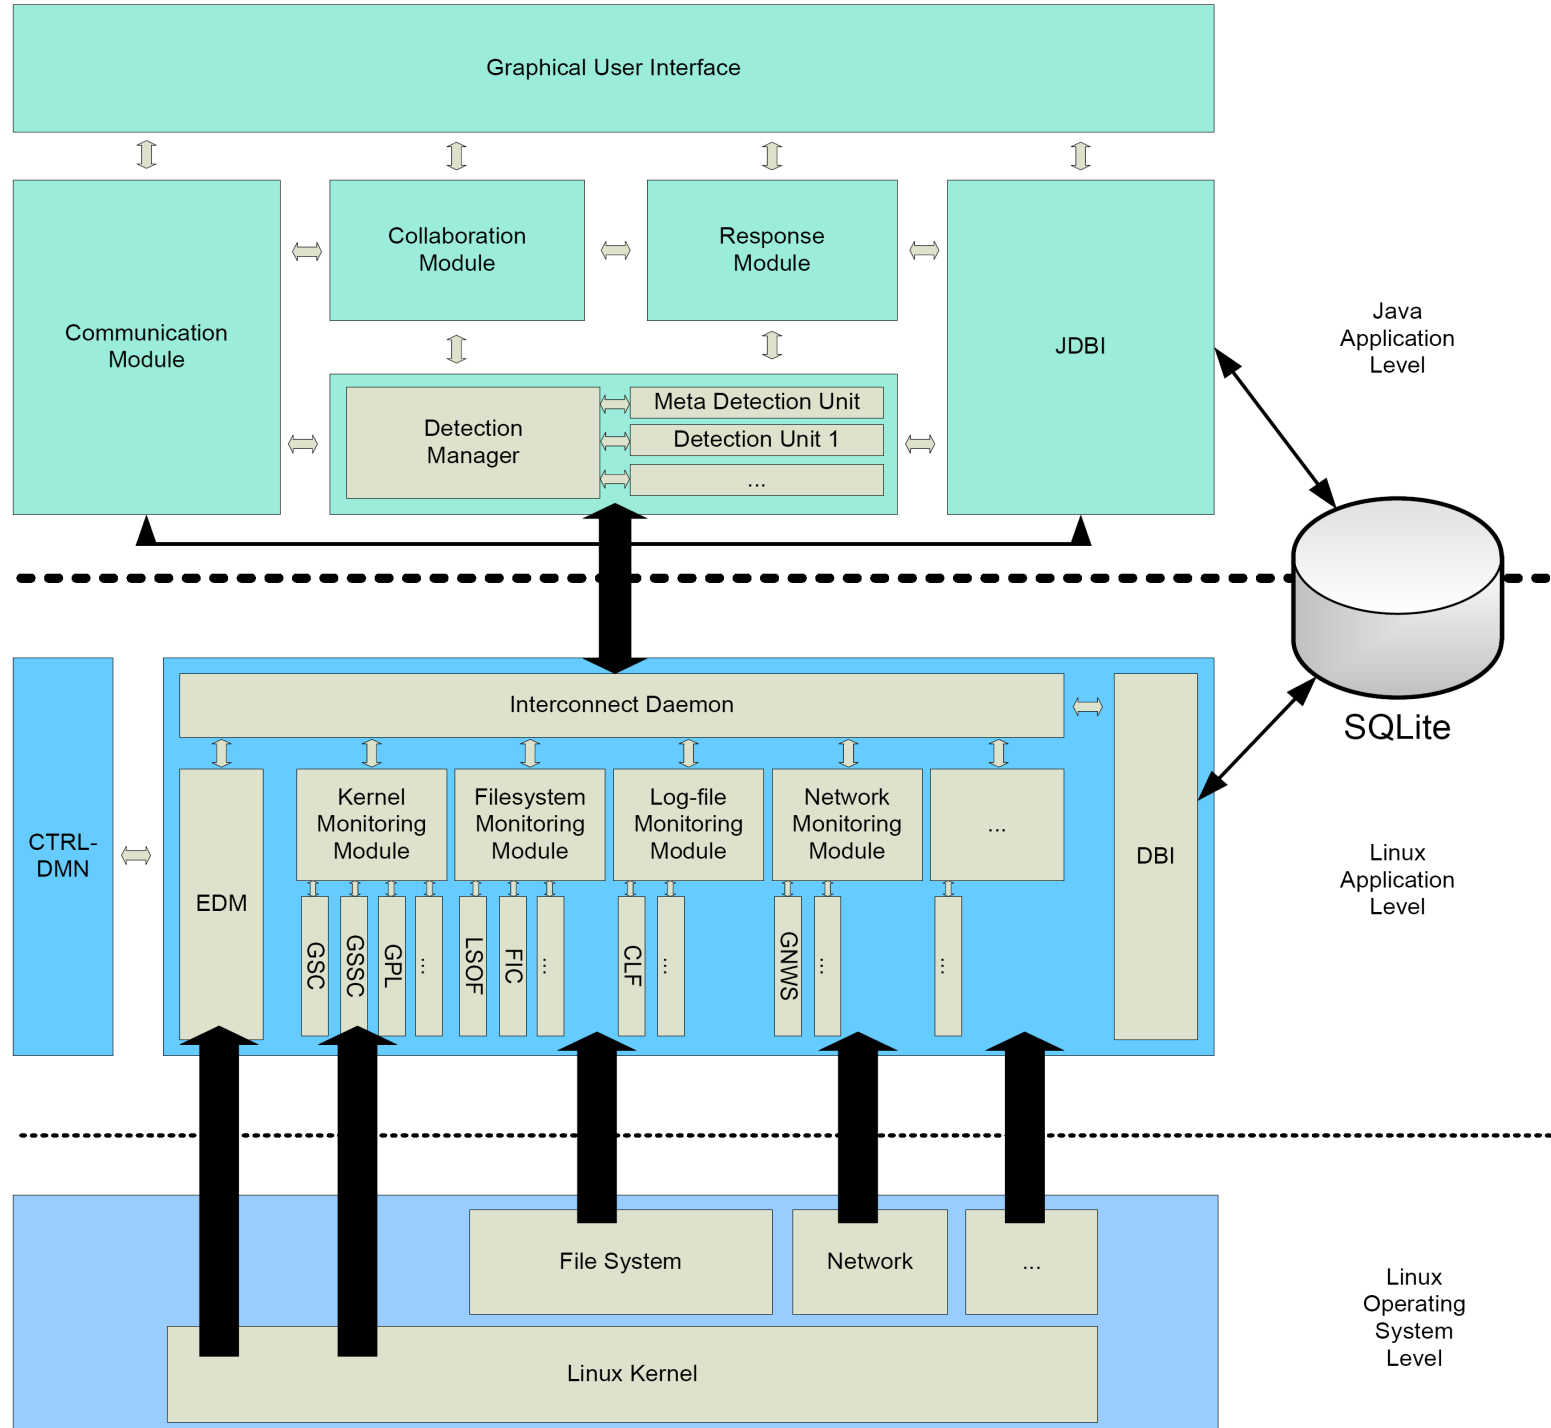 Graphical User Interface
Collaboration
Module
Response
Module
Communication
Module
JDBI
Java
Application
Level
Detection
Manager
Meta Detection Unit
Detection Unit 1
...
SQLite
Interconnect Daemon
CTRL-
DMN
EDM
Kernel
Monitoring
Module
Filesystem
Monitoring
Module
Log-file
Monitoring
Module
Network
Monitoring
Module
...
DBI
Linux
Application
Level
GSC
GSSC
GPL
...
LSOF
FIC
...
CLF
...
GNWS
...
...
File System
Network
...
Linux Kernel
Linux
Operating
System
Level